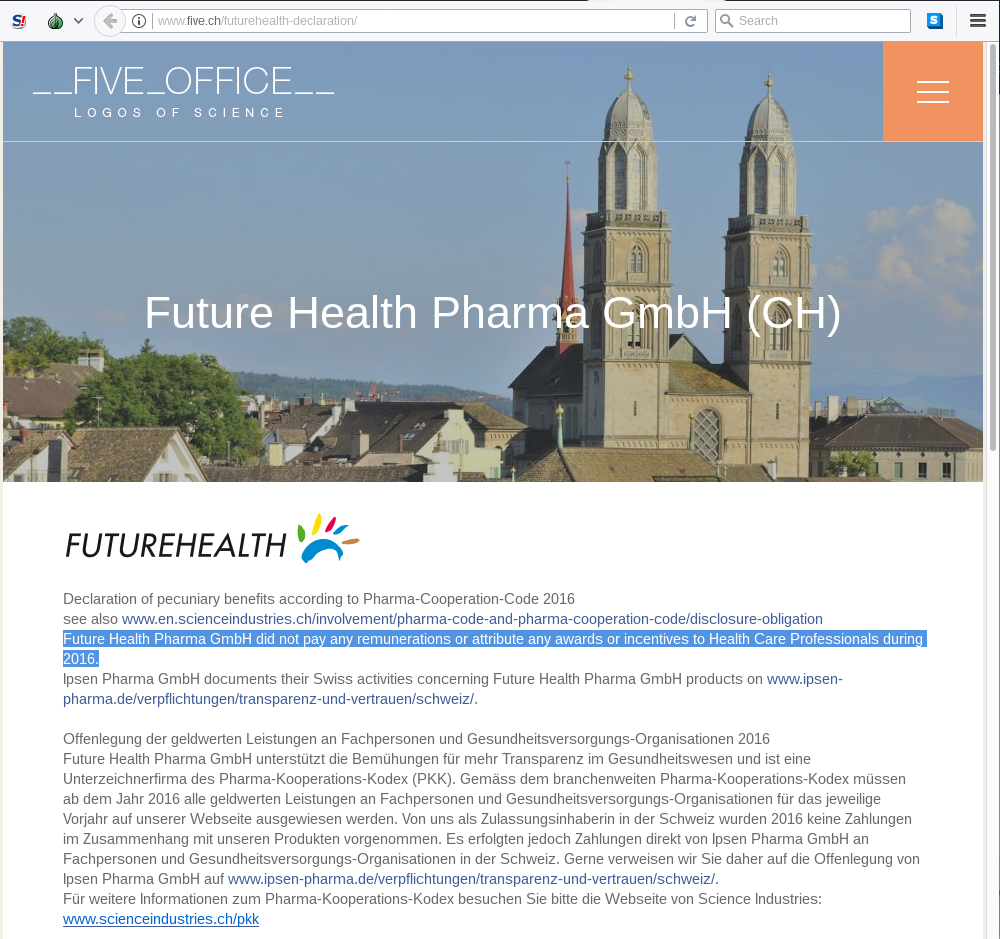 www.five.ch/futurehealth-declaration/
Search
__FIVE_OFFICE__
LOGOS OF SCIENCE
Future Health Pharma GmbH (CH)
FUTUREHEALTH
Declaration of pecuniary benefits according to Pharma-Cooperation-Code 2016
see also www.en.scienceindustries.ch/involvement/pharma-code-and-pharma-cooperation-code/disclosure-obligation
Future Health Pharma GmbH did not pay any remunerations or attribute any awards or incentives to Health Care Professionals during
2016.
Ipsen Pharma GmbH documents their Swiss activities concerning Future Health Pharma GmbH products on www.ipsen-
pharma.de/verpflichtungen/transparenz-und-vertrauen/schweiz/.
Offenlegung der geldwerten Leistungen an Fachpersonen und Gesundheitsversorgungs-Organisationen 2016
Future Health Pharma GmbH unterstützt die Bemühungen für mehr Transparenz im Gesundheitswesen und ist eine
Unterzeichnerfirma des Pharma-Kooperations-Kodex (PKK). Gemäss dem branchenweiten Pharma-Kooperations-Kodex müssen
ab dem Jahr 2016 alle geldwerten Leistungen an Fachpersonen und Gesundheitsversorgungs-Organisationen für das jeweilige
Vorjahr auf unserer Webseite ausgewiesen werden. Von uns als Zulassungsinhaberin in der Schweiz wurden 2016 keine Zahlungen
im Zusammenhang mit unseren Produkten vorgenommen. Es erfolgten jedoch Zahlungen direkt von Ipsen Pharma GmbH an
Fachpersonen und Gesundheitsversorgungs-Organisationen in der Schweiz. Gerne verweisen wir Sie daher auf die Offenlegung von
Ipsen Pharma GmbH auf www.ipsen-pharma.de/verpflichtungen/transparenz-und-vertrauen/schweiz/.
Für weitere Informationen zum Pharma-Kooperations-Kodex besuchen Sie bitte die Webseite von Science Industries:
www.scienceindustries.ch/pkk